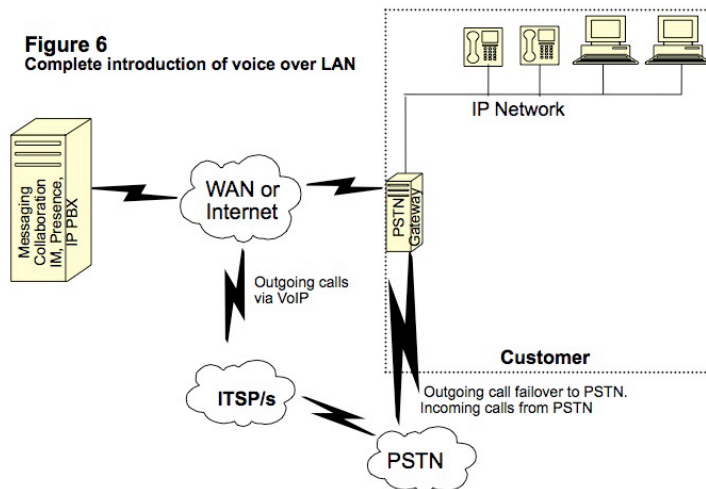 Figure 6
Complete introduction of voice over LAN
IP Network
Messaging
Collaboration
IM, Presence,
IP PBX
WAN or
Internet
PSTN
Gateway
Outgoing calls
via VoIP
Customer
ITSP/s
Outgoing call failover to PSTN.
Incoming calls from PSTN
PSTN